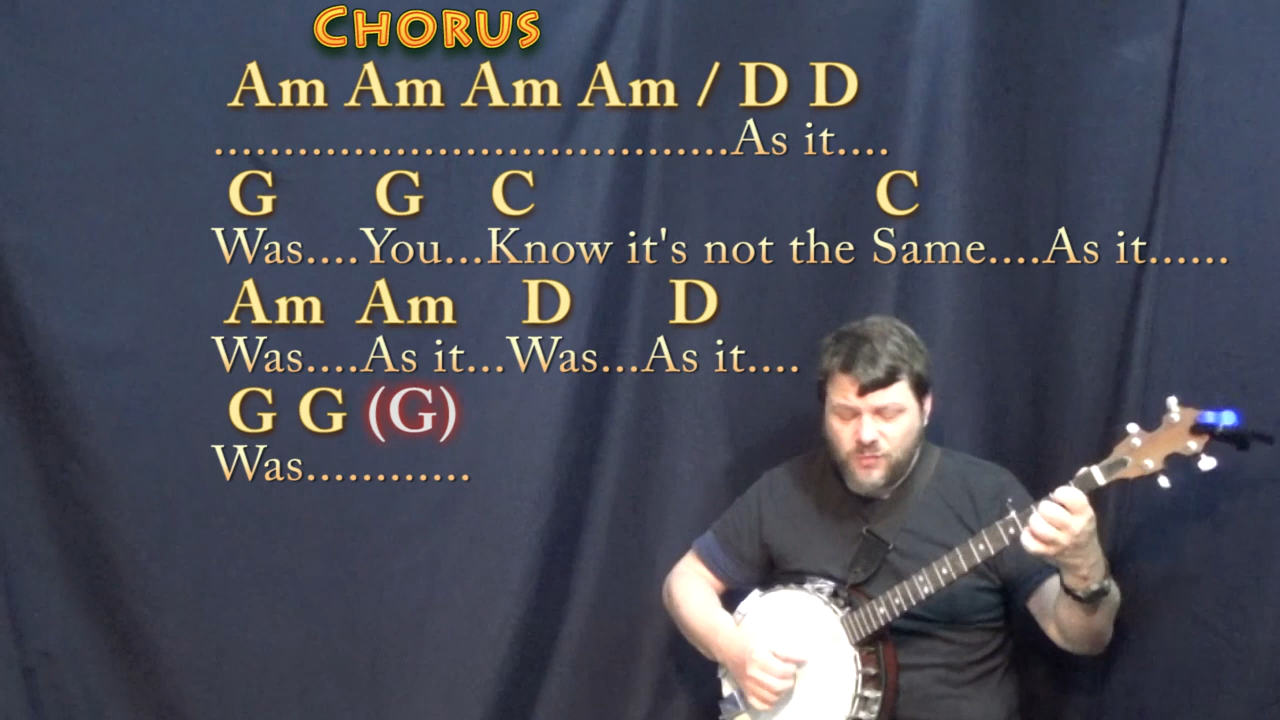 CHORUS
Am Am Am Am / D D
.....................................As it....
G G C C
Was....You...Know it's not the Same....As it......
Am Am D D
Was....As it...Was...As it....
G G (G)
Was............